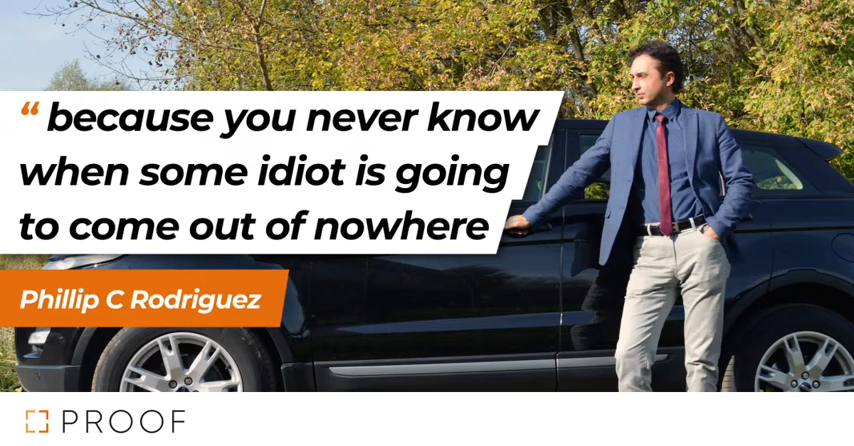 “ because you never know
when some idiot is going
to come out of nowhere
Phillip C Rodriguez
PROOF